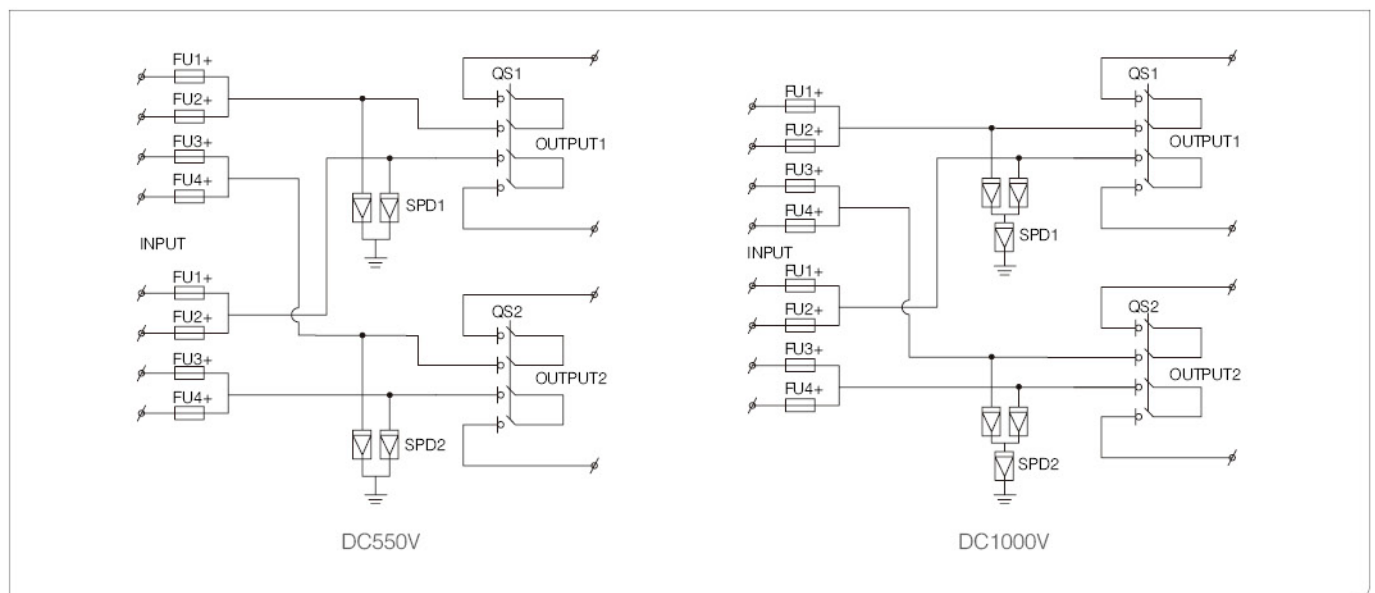 FU1+
QS1
FU2+
FU3+
OUTPUT1
FU4+
SPD1
INPUT
FU1+
FU2+
QS2
FU3+
OUTPUT2
FU4+
SPD2
DC550V
QS1
FU1+
FU2+
OUTPUT1
FU3+
FU4+
SPD1
INPUT
FU1+
QS2
FU2+
FU3+
OUTPUT2
FU4+
SPD2
DC1000V